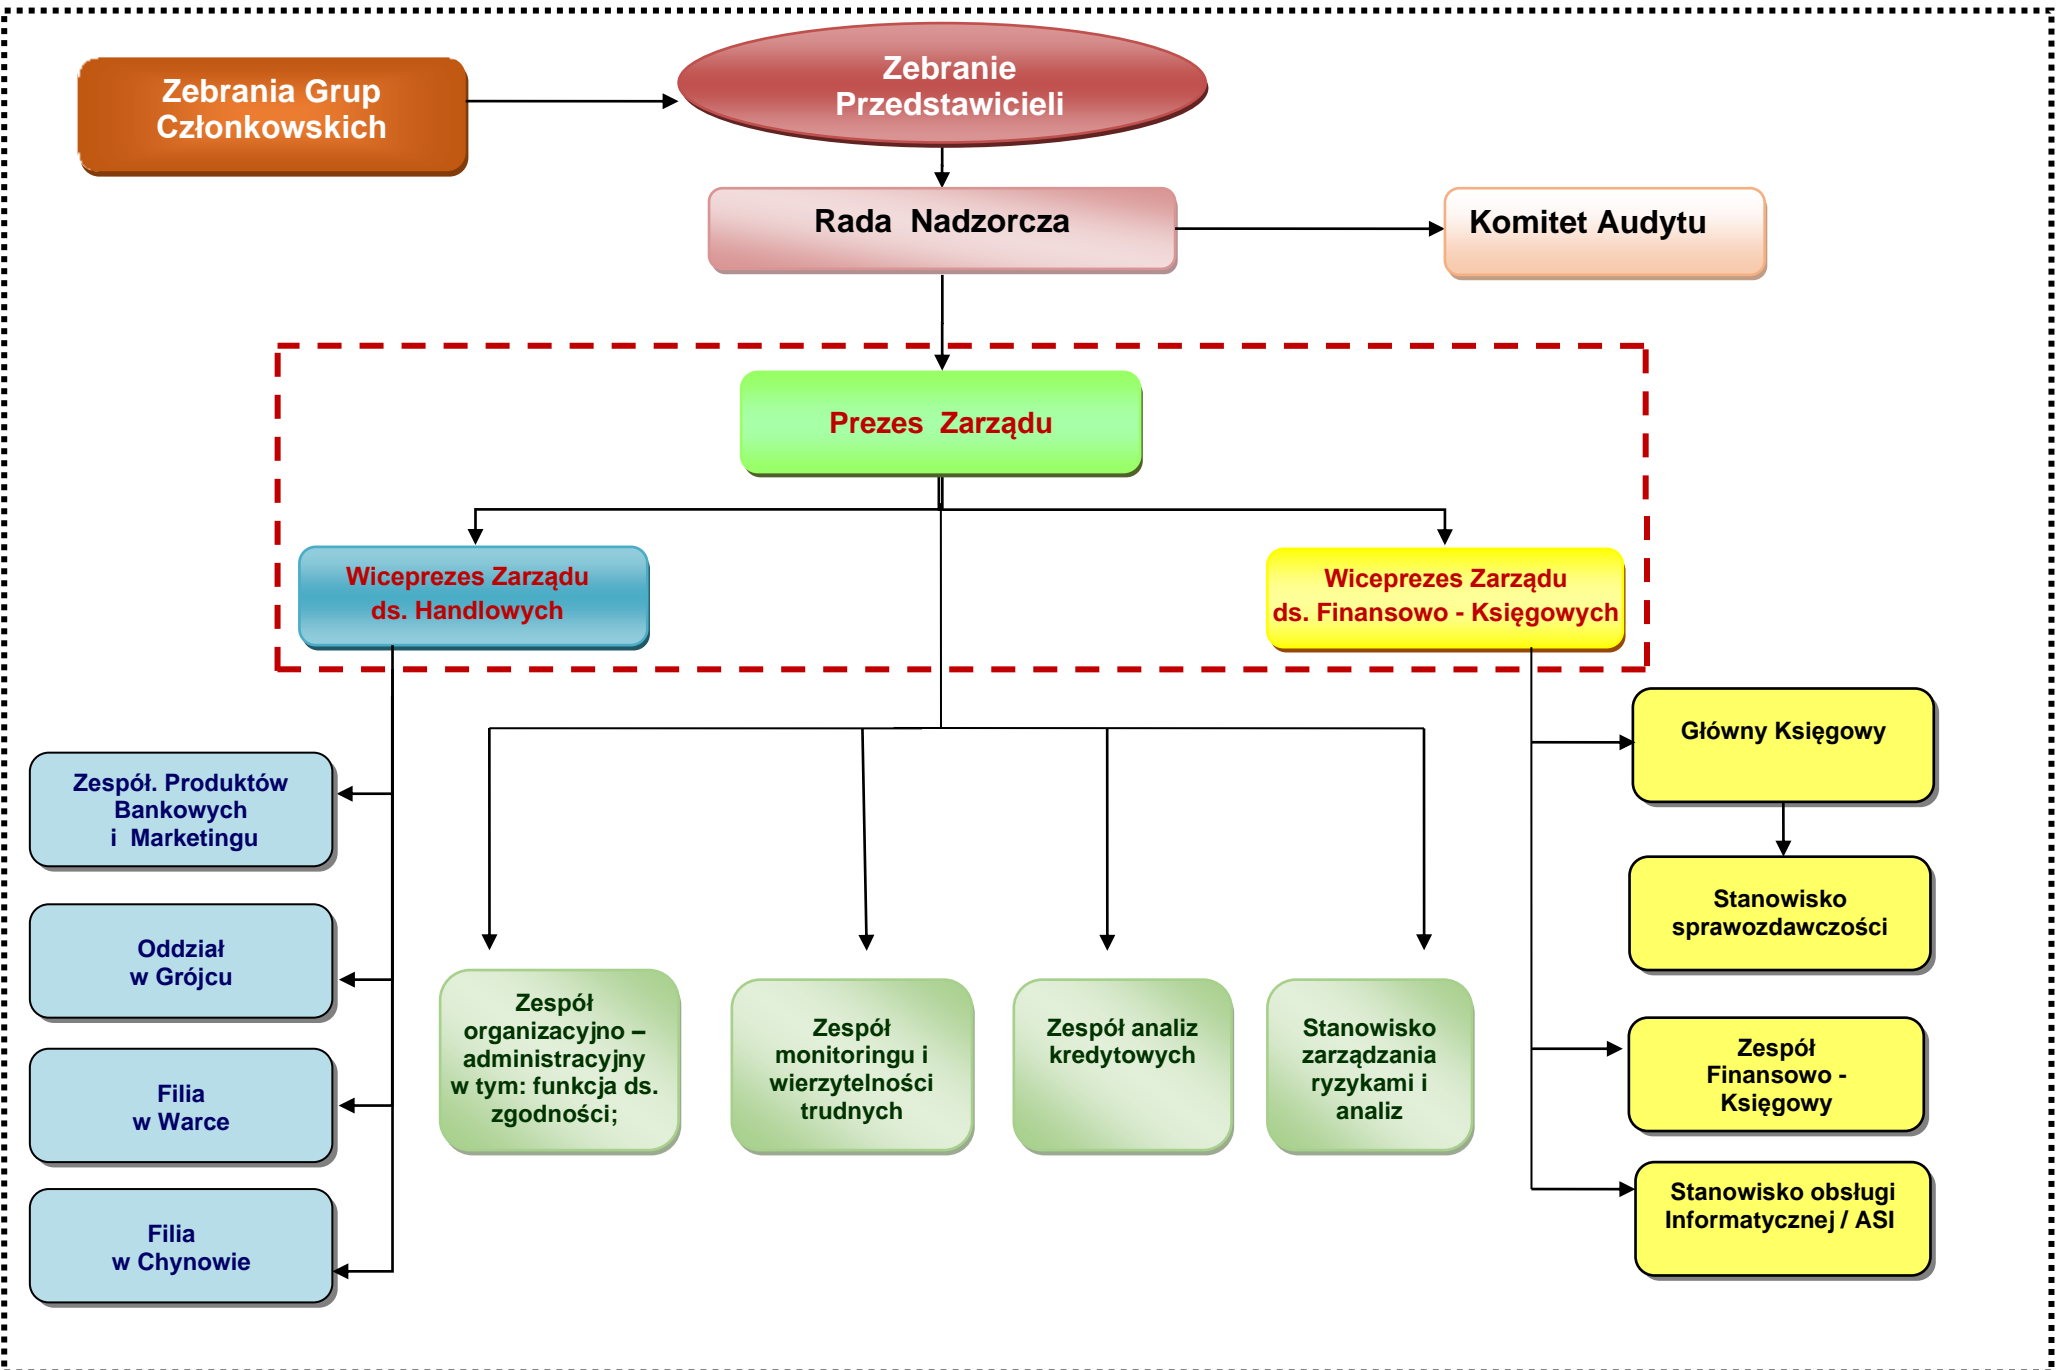 Zebrania Grup
Członkowskich
Zebranie
Przedstawicieli
Rada  Nadzorcza
Komitet Audytu
Prezes  Zarządu
Wiceprezes Zarządu
ds. Handlowych
Wiceprezes Zarządu
ds. Finansowo - Księgowych
Zespół. Produktów
Bankowych
i  Marketingu
Oddział
w Grójcu
Filia
w Warce
Filia
w Chynowie
Zespół
organizacyjno –
administracyjny
w tym: funkcja ds.
zgodności;
Zespół
monitoringu i
wierzytelności
trudnych
Zespół analiz
kredytowych
Stanowisko
zarządzania
ryzykami i
analiz
Główny Księgowy
Stanowisko
sprawozdawczości
Zespół
Finansowo -
Księgowy
Stanowisko obsługi
Informatycznej / ASI